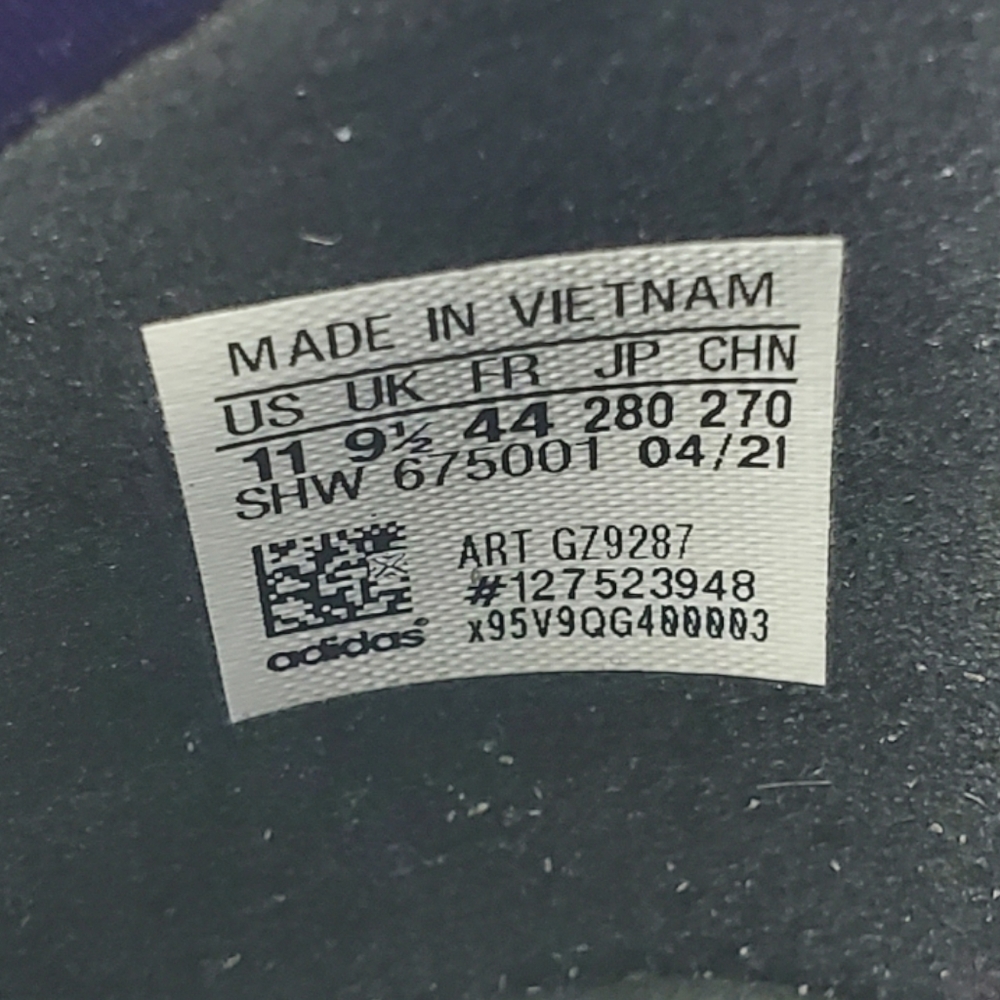 MADE IN VIETNAM
US UK FR JP CHN
11 9½ 44 280 270
SHW 675001 04/21
ART GZ9287
#127523948
x95V9QG400003
adidas®